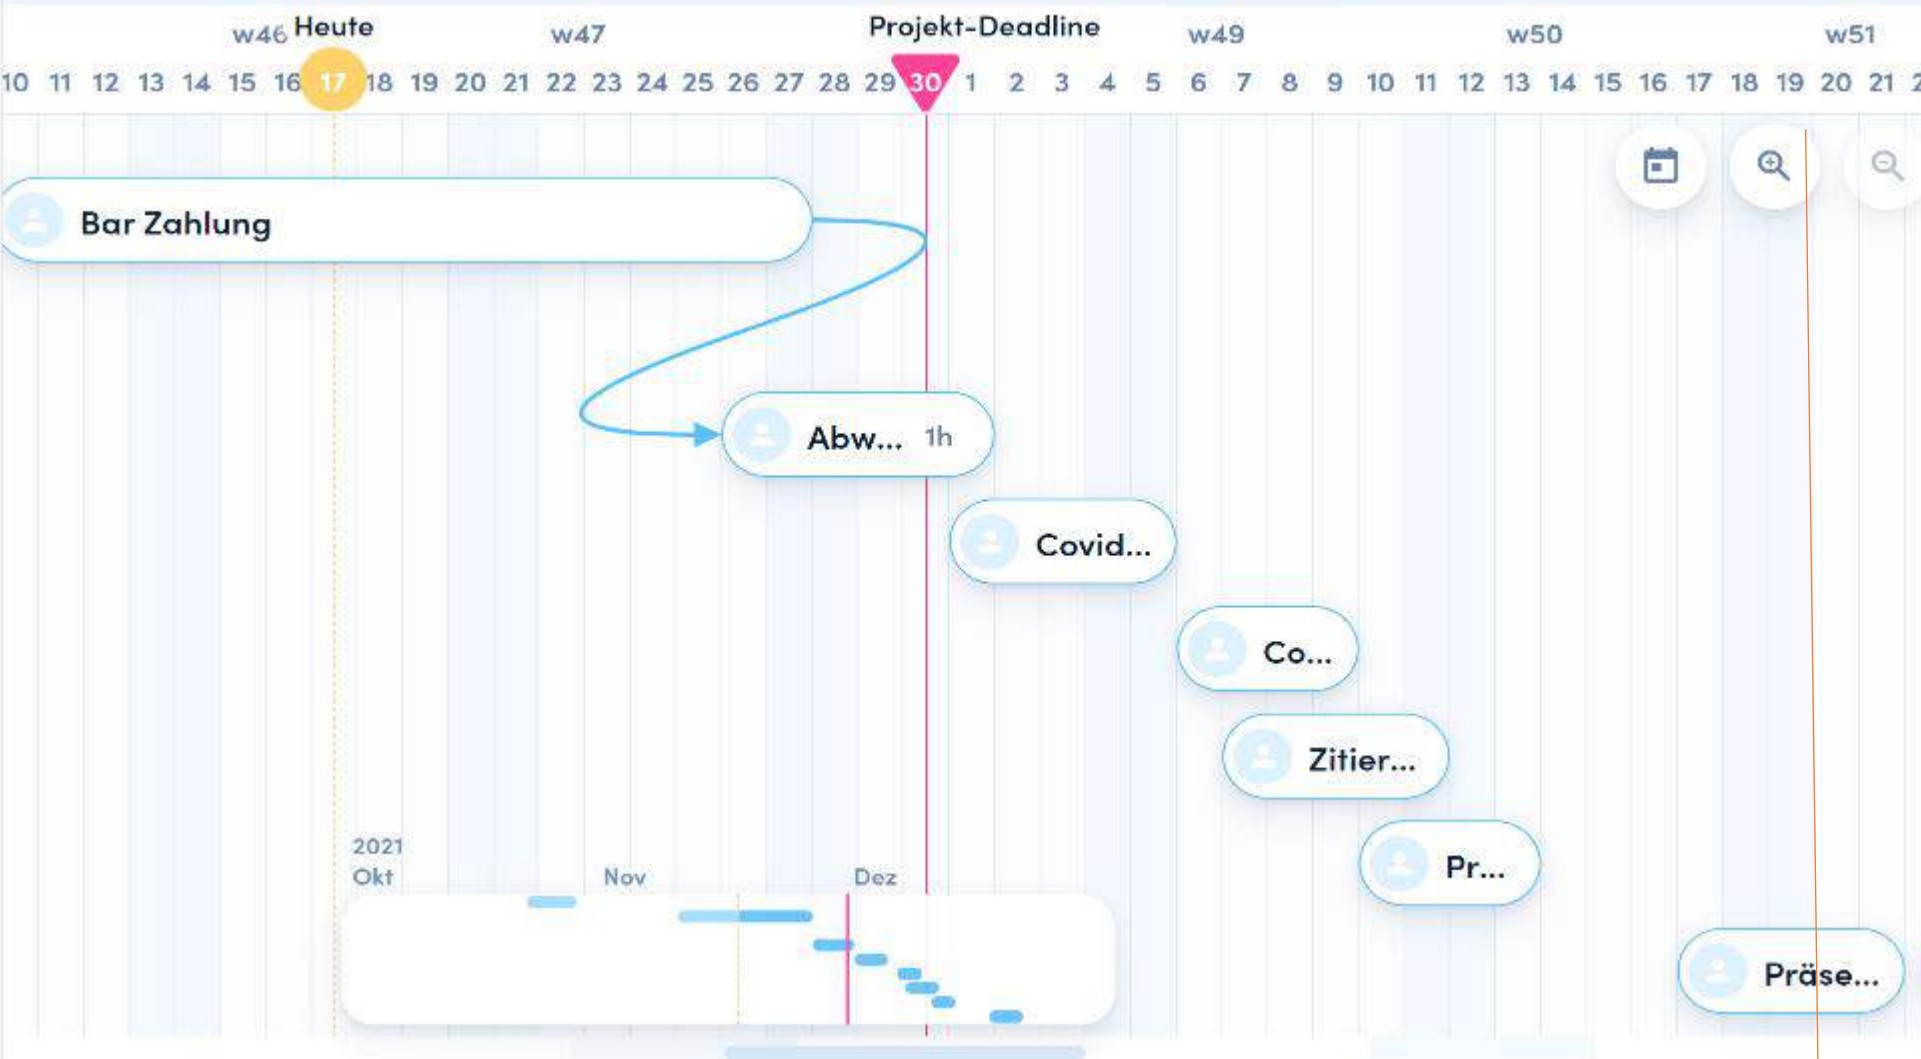 w46 Heute w47 Projekt-Deadline w49 w50 w51
10 11 12 13 14 15 16 17 18 19 20 21 22 23 24 25 26 27 28 29 30 1 2 3 4 5 6 7 8 9 10 11 12 13 14 15 16 17 18 19 20 21
Bar Zahlung
Abw... 1h
Covid...
Co...
Zitier...
Pr...
Präse...
2021
Okt Nov Dez